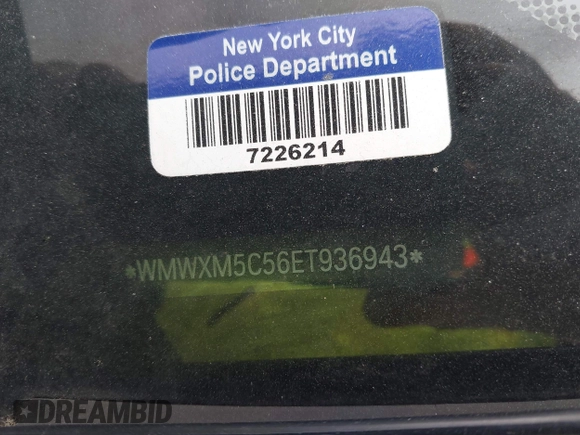 New York City
Police Department
7226214
*WMWXM5C56ET936943*
DREAMBID